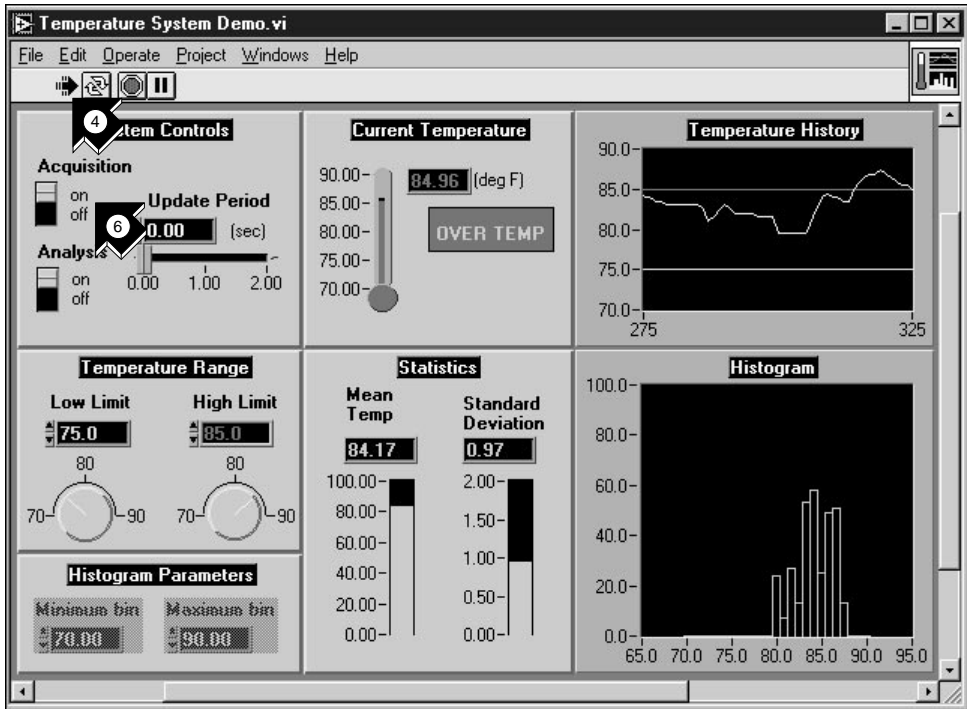 Temperature System Demo.vi
File Edit Operate Project Windows Help
4
tem Controls
Acquisition
on
off
Update Period
6
0.00 (sec)
Analysis
on
off
0.00 1.00 2.00
Current Temperature
90.00
85.00
80.00
75.00
70.00
84.96 (deg F)
OVER TEMP
Temperature History
90.0
85.0
80.0
75.0
70.0
275 325
Temperature Range
Low Limit High Limit
75.0 85.0
80 80
70 90 70 90
Histogram Parameters
Minimum bin Maximum bin
70.00 90.00
Statistics
Mean
Temp
Standard
Deviation
84.17 0.97
100.00
80.00
60.00
40.00
20.00
0.00
2.00
1.50
1.00
0.50
0.00
Histogram
100.0
80.0
60.0
40.0
20.0
0.0
65.0 70.0 75.0 80.0 85.0 90.0 95.0